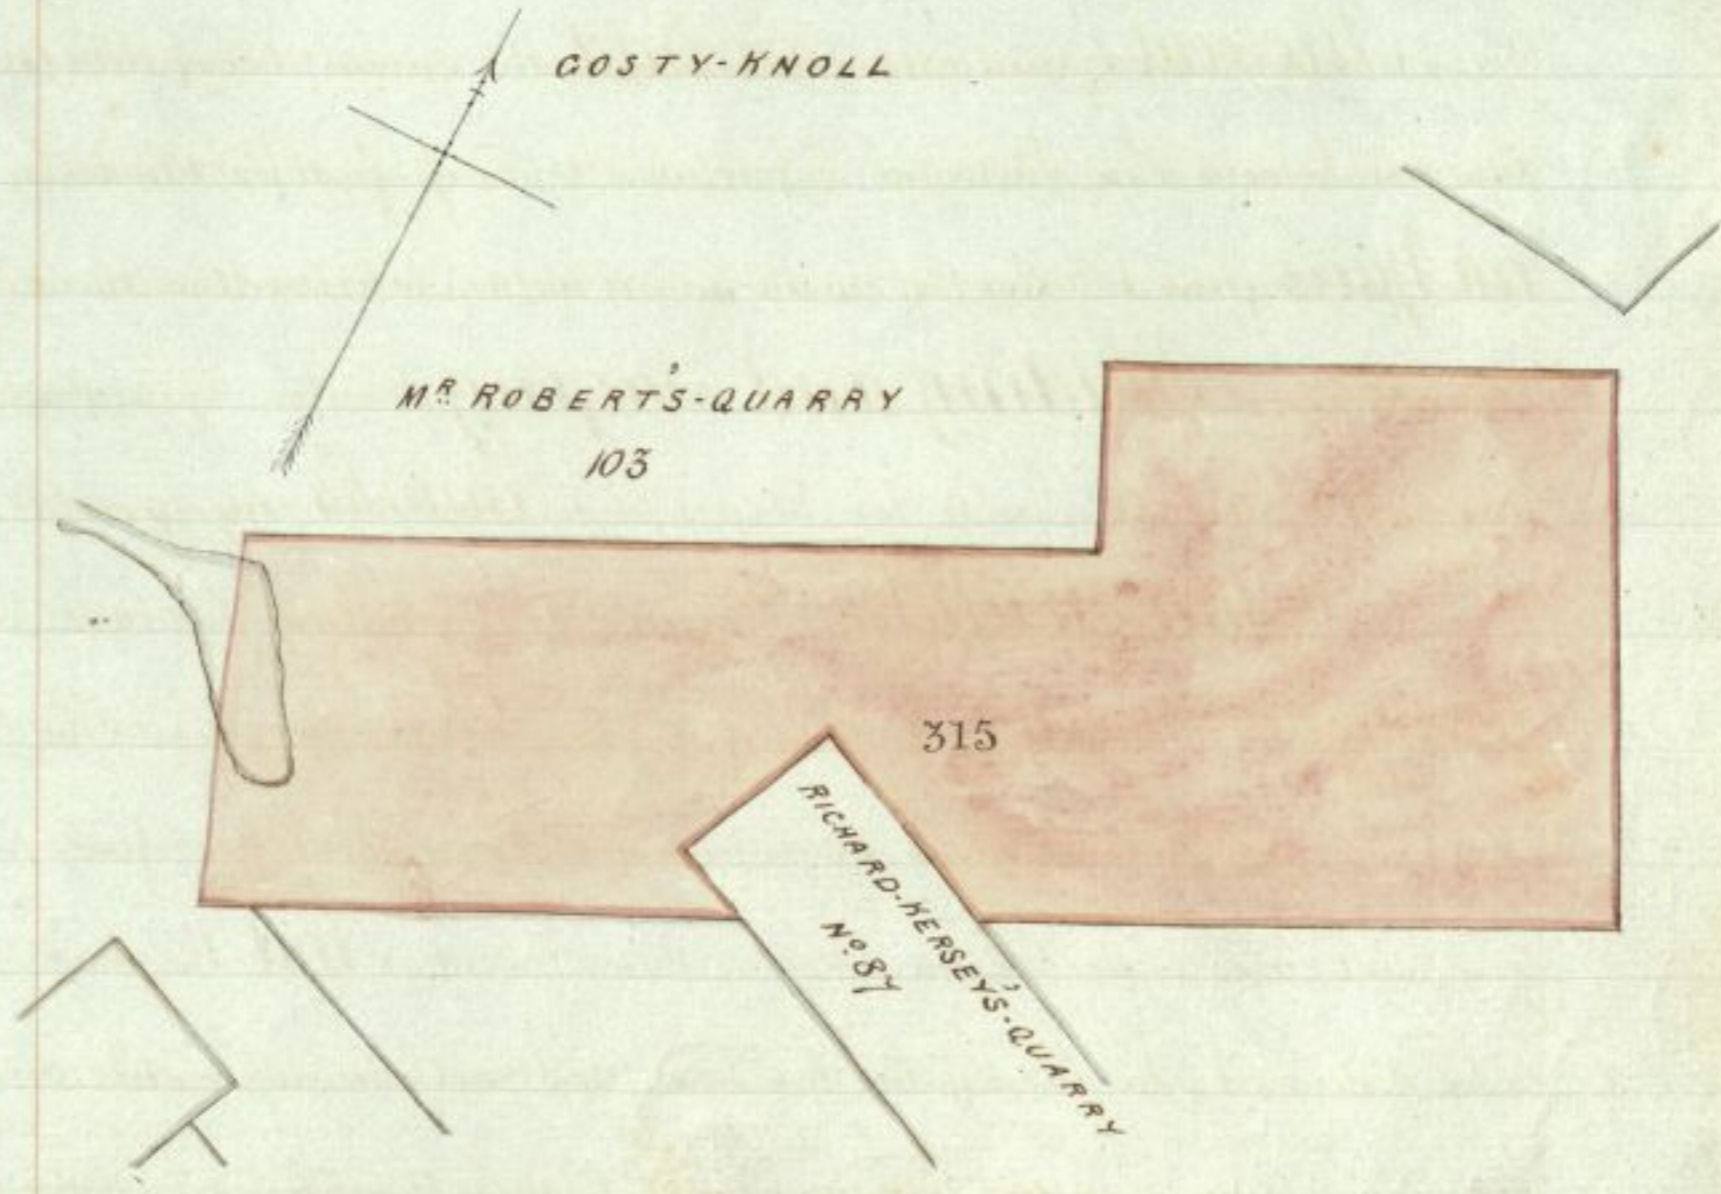 GOSTY-KNOLL
MR ROBERT'S-QUARRY
103
315
RICHARD-KERSEY'S-QUARRY
No. 87